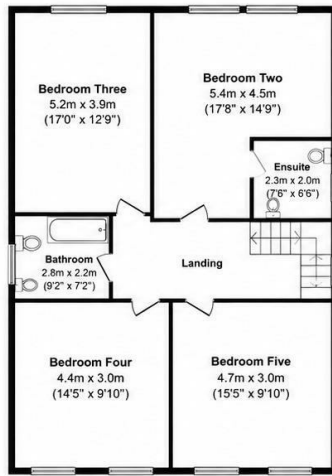 Bedroom Three
5.2m x 3.9m
(17'0" x 12'9")
Bedroom Two
5.4m x 4.5m
(17'8" x 14'9")
Ensuite
2.3m x 2.0m
(7'6" x 6'6")
Bathroom
2.8m x 2.2m
(9'2" x 7'2")
Landing
Bedroom Four
4.4m x 3.0m
(14'5" x 9'10")
Bedroom Five
4.7m x 3.0m
(15'5" x 9'10")